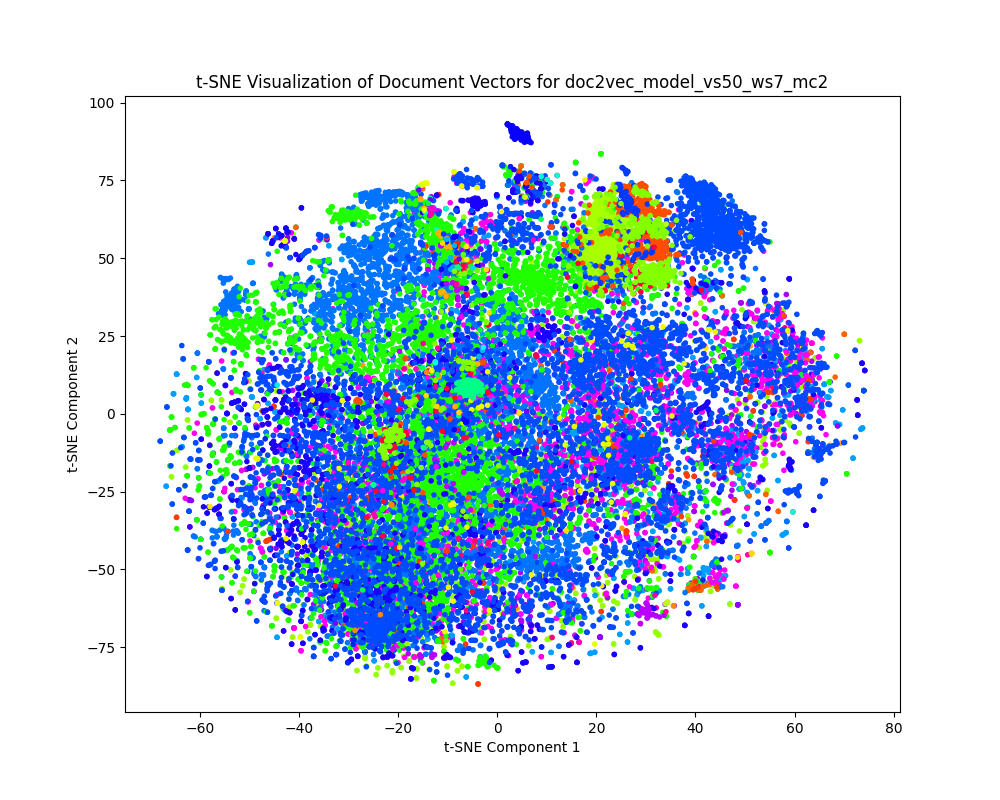 t-SNE Visualization of Document Vectors for doc2vec_model_vs50_ws7_mc2
100
75
50
25
0
−25
−50
−75
t-SNE Component 2
−60 −40 −20 0 20 40 60 80
t-SNE Component 1